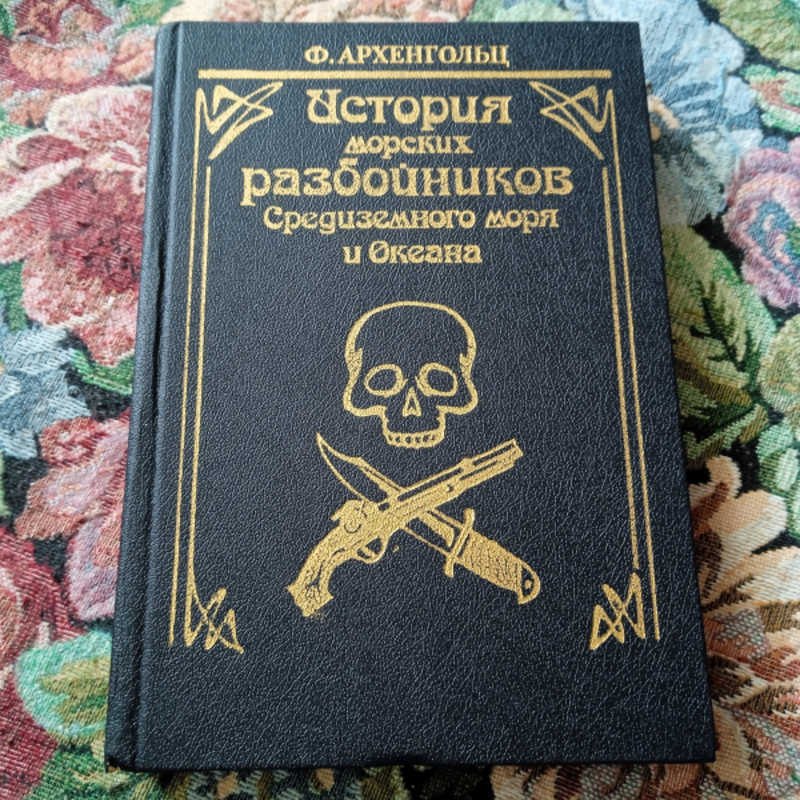 Ф. АРХЕНГОЛЬЦ
История
морских
разбойников
Средиземного моря
и Океана